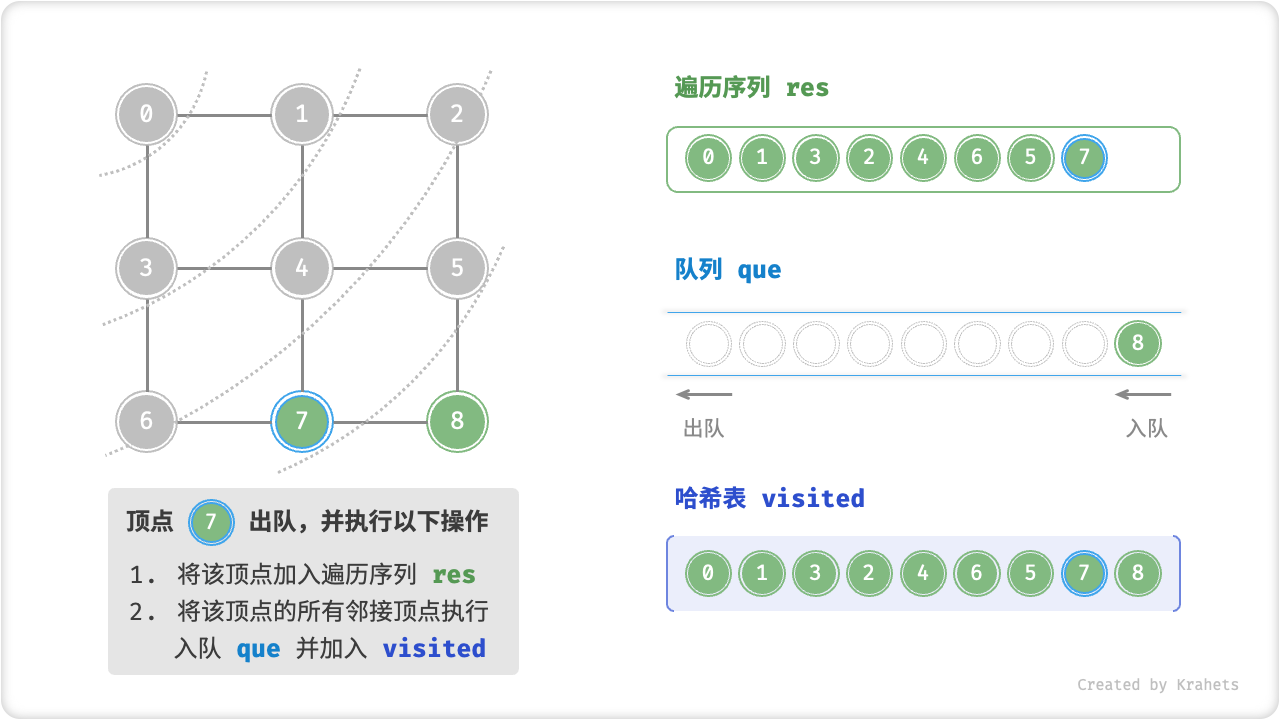 0 1 2
3 4 5
6 7 8
顶点 7 出队，并执行以下操作
1. 将该顶点加入遍历序列 res
2. 将该顶点的所有邻接顶点执行
入队 que 并加入 visited
遍历序列 res
0 1 3 2 4 6 5 7
队列 que
8
出队 入队
哈希表 visited
0 1 3 2 4 6 5 7 8
Created by Krahets